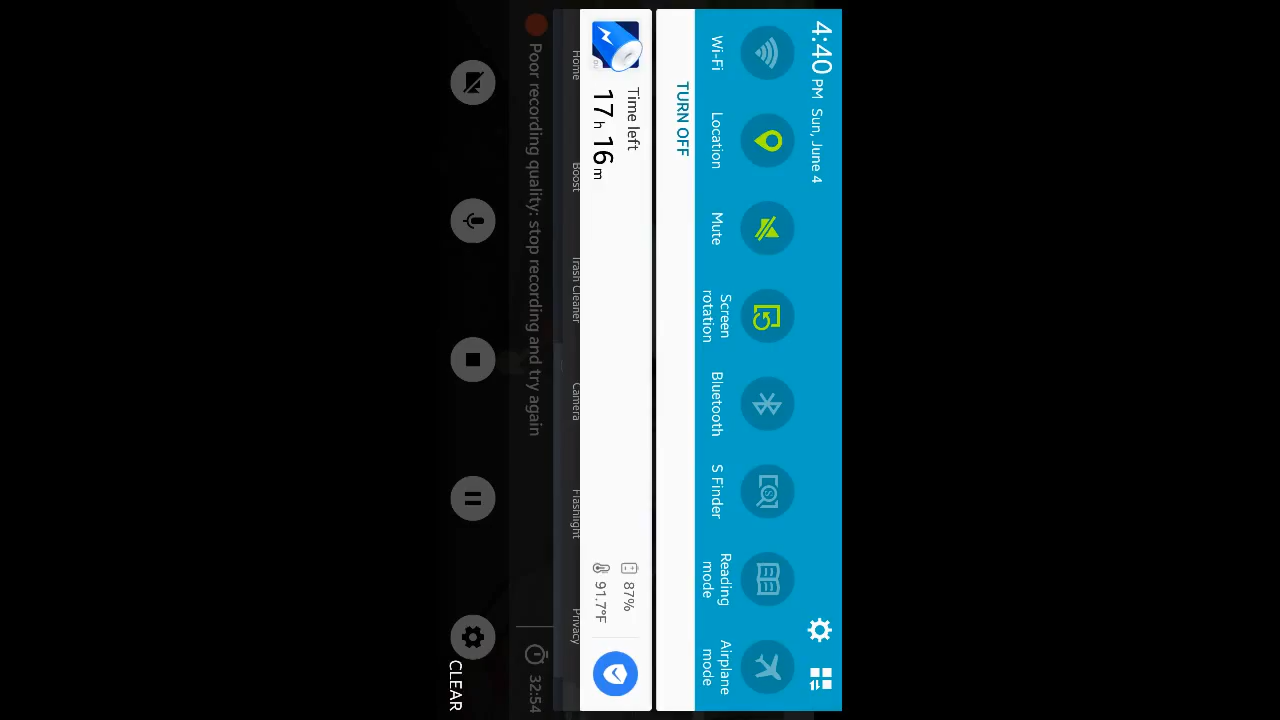 4:40 PM Sun, June 4
Wi-Fi
Location
Mute
Screen
rotation
Bluetooth
S Finder
Reading
mode
Airplane
mode
TURN OFF
Time left
17 h 16 m
87%
91.7°F
Home
Boost
Trash Cleaner
Camera
Flashlight
Privacy
Poor recording quality: stop recording and try again
32:54
CLEAR